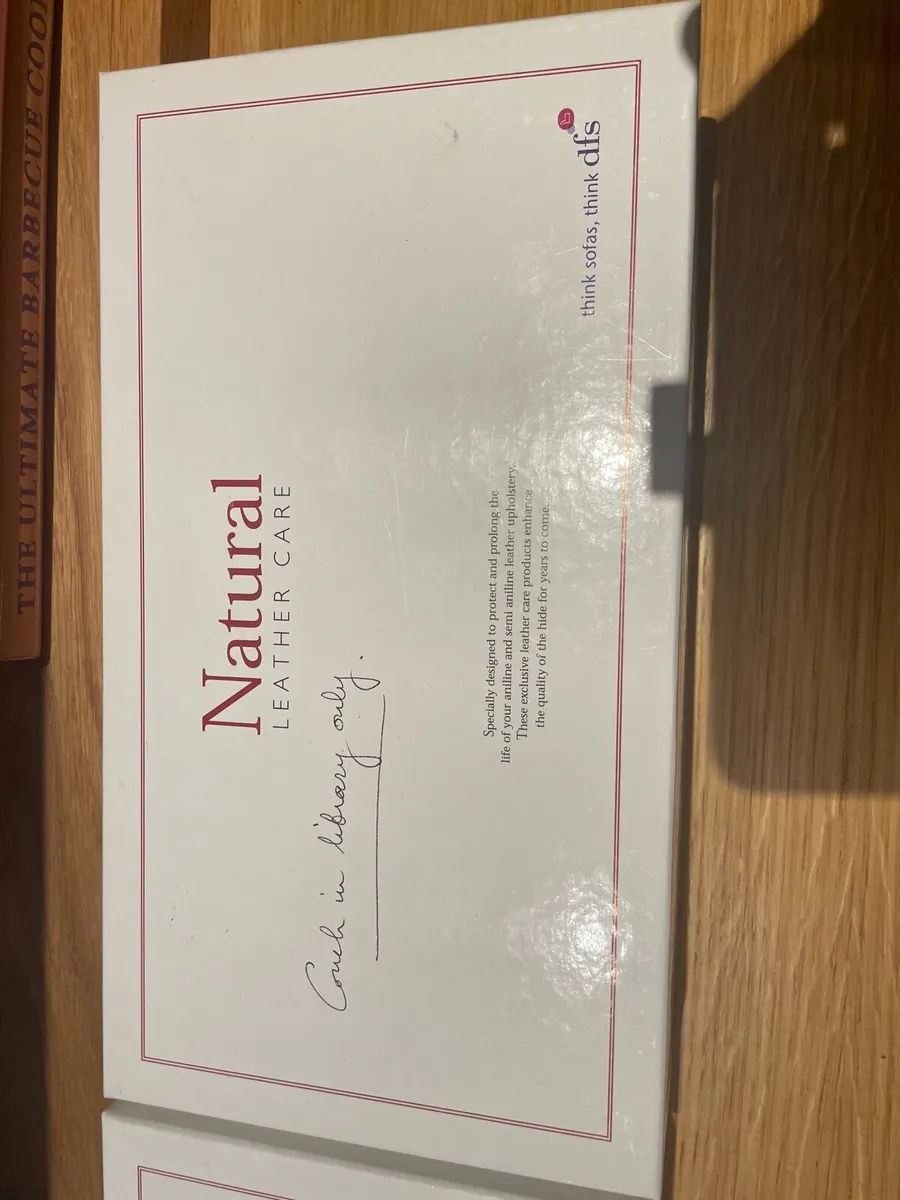 THE ULTIMATE BARBECUE COO
Natural
LEATHER CARE
Couch in library only.
Specially designed to protect and prolong the
life of your aniline and semi aniline leather upholstery.
These exclusive leather care products enhance
the quality of the hide for years to come.
think sofas, think dfs